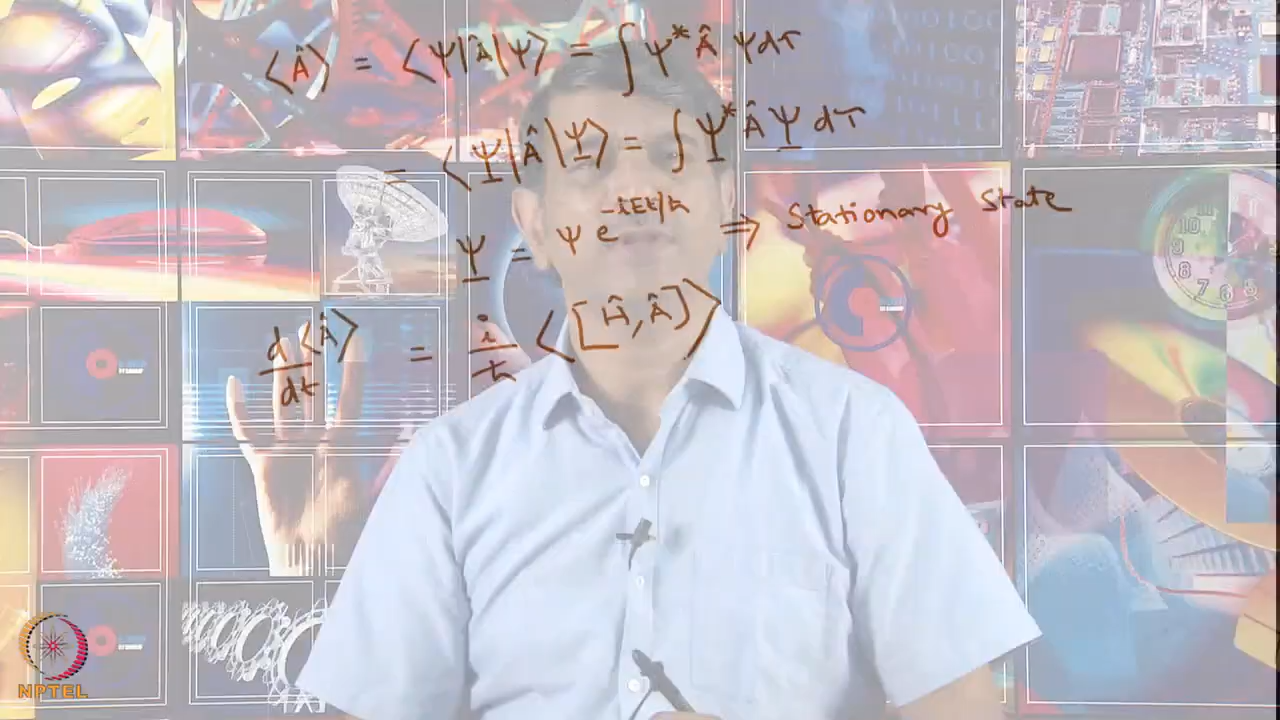 ⟨Â⟩ = ⟨ψ|Â|ψ⟩ = ∫ ψ* Â ψ dτ
= ⟨Ψ|Â|Ψ⟩ = ∫ Ψ* Â Ψ dτ
Ψ = ψ e^{-iEt/ħ} ⇒ Stationary State
d/dt ⟨Â⟩ = i/ħ ⟨[Ĥ, Â]⟩
NPTEL